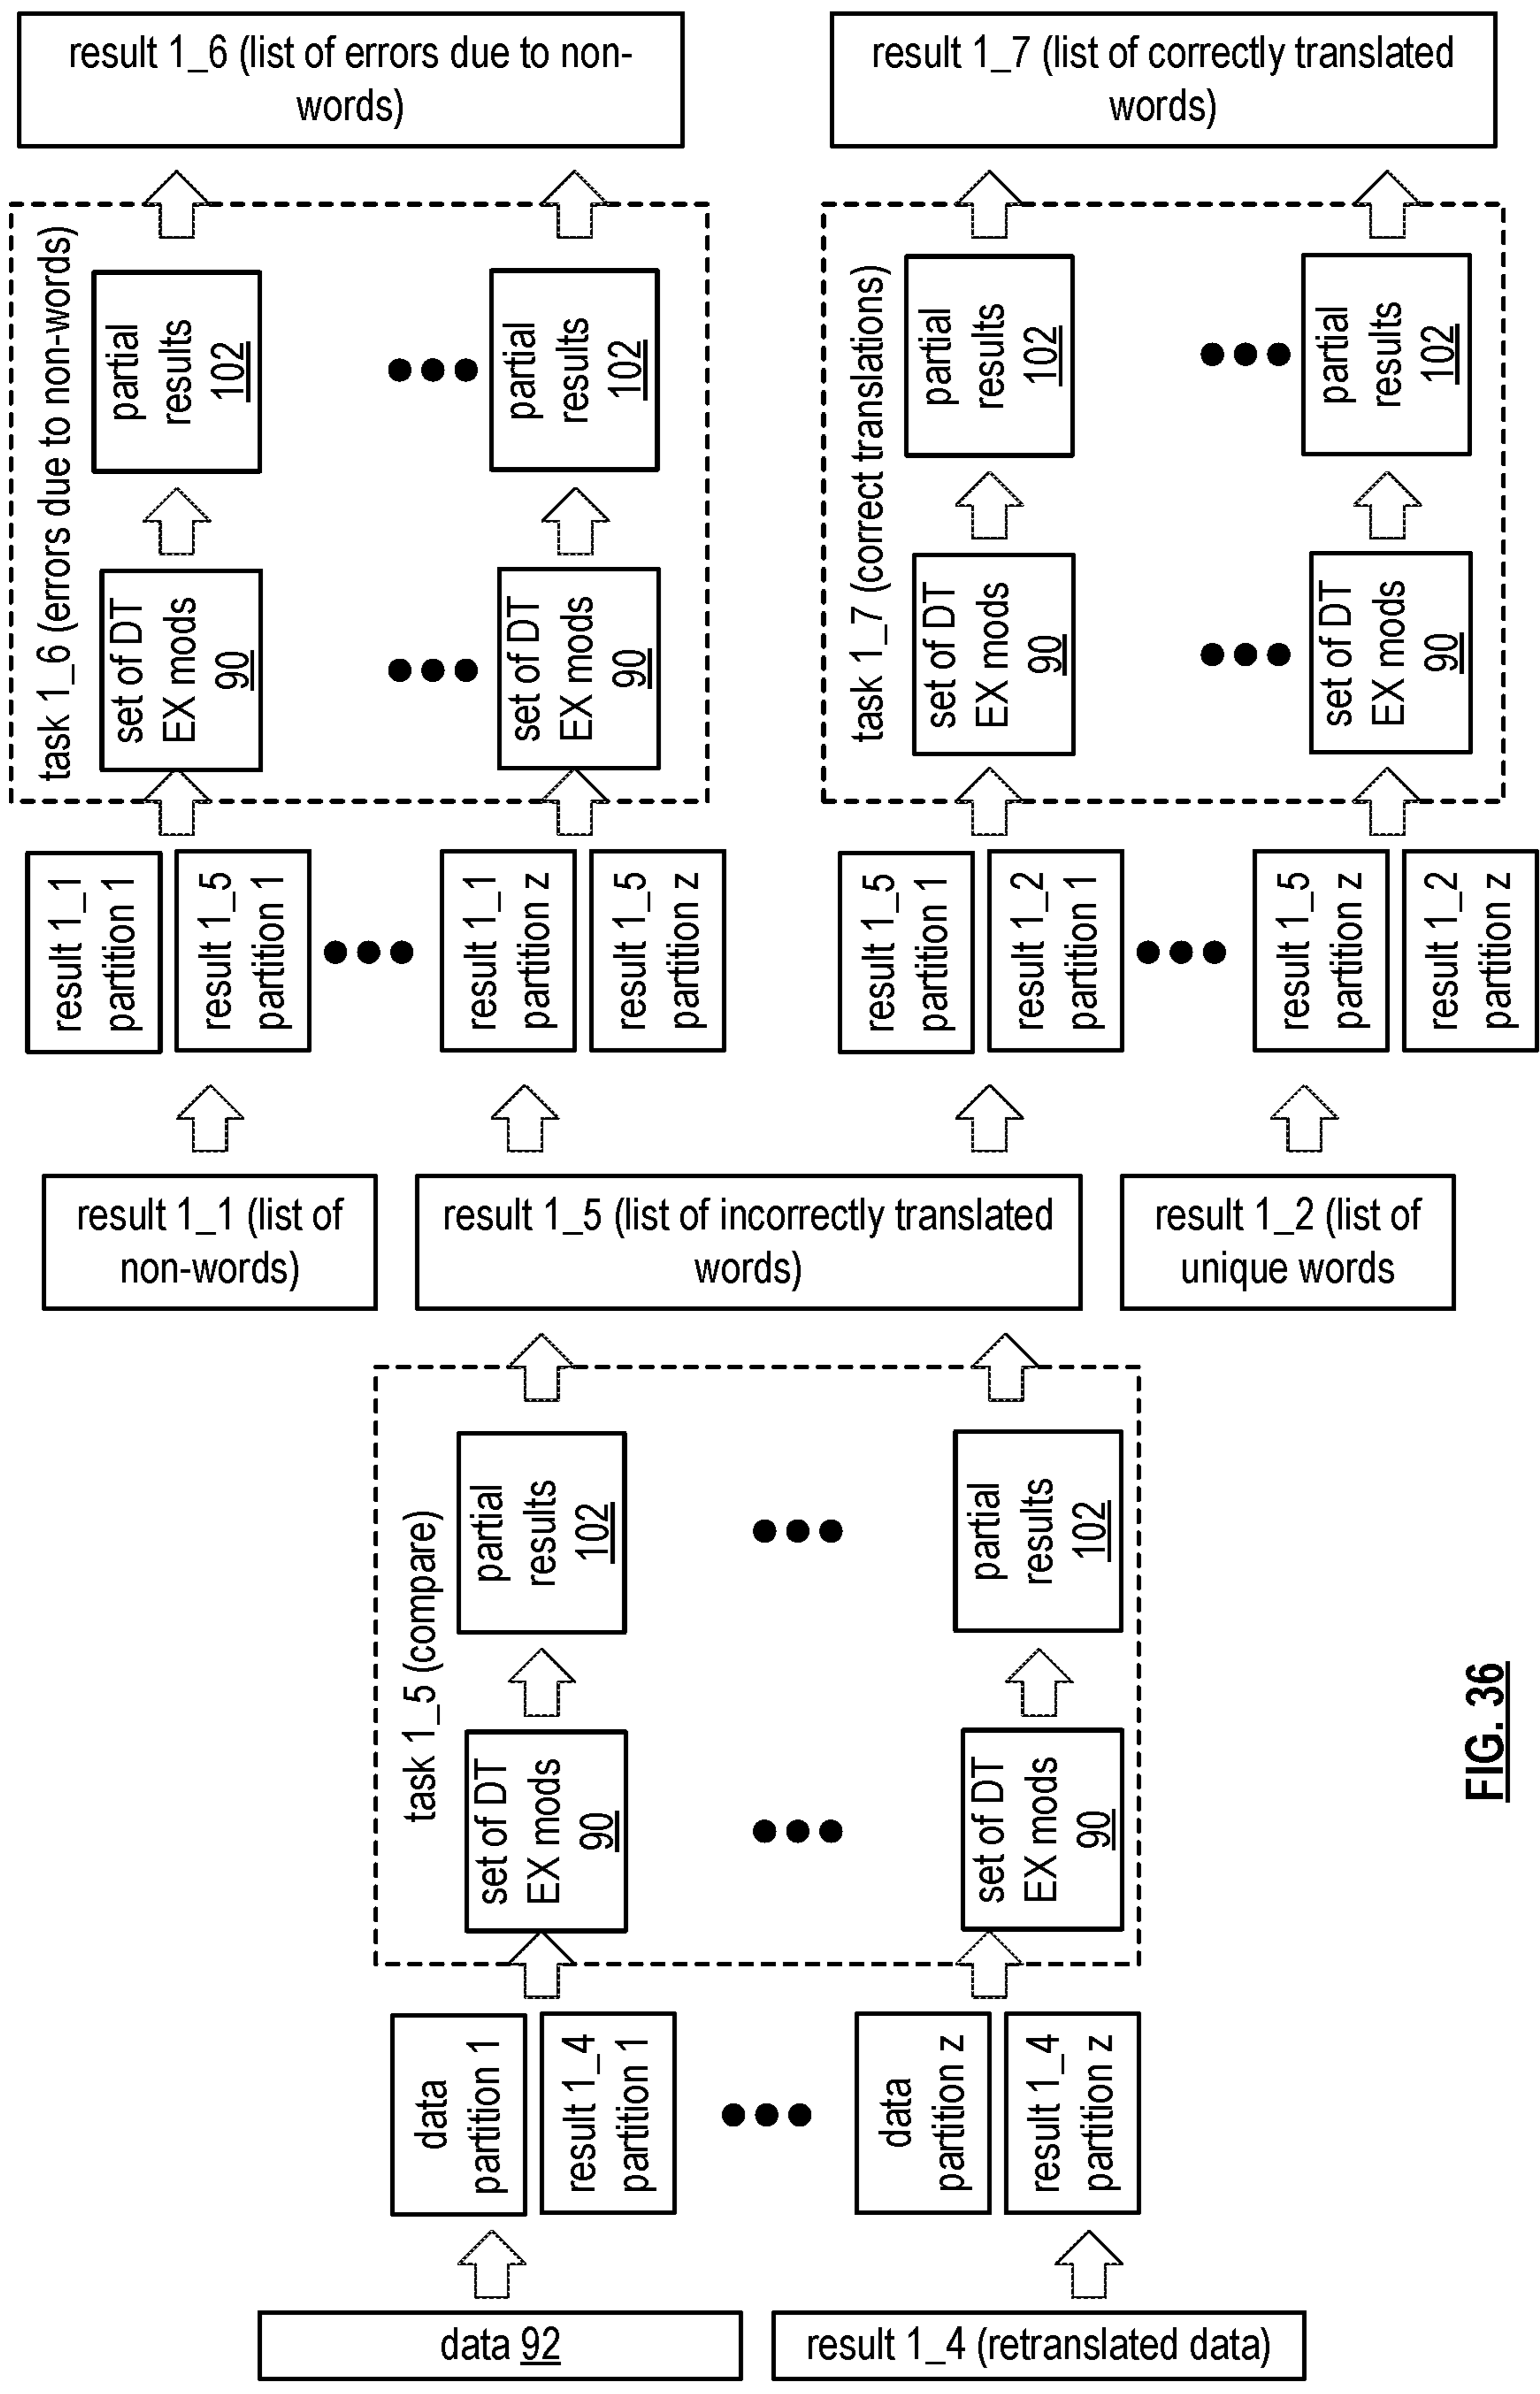 data 92
result 1_4 (retranslated data)
data
partition 1
result 1_4
partition 1
data
partition z
result 1_4
partition z
task 1_5 (compare)
set of DT
EX mods
90
partial
results
102
set of DT
EX mods
90
partial
results
102
result 1_1 (list of
non-words)
result 1_5 (list of incorrectly translated
words)
result 1_2 (list of
unique words
result 1_1
partition 1
result 1_5
partition 1
result 1_1
partition z
result 1_5
partition z
task 1_6 (errors due to non-words)
set of DT
EX mods
90
partial
results
102
set of DT
EX mods
90
partial
results
102
result 1_6 (list of errors due to non-
words)
result 1_5
partition 1
result 1_2
partition 1
result 1_5
partition z
result 1_2
partition z
task 1_7 (correct translations)
set of DT
EX mods
90
partial
results
102
set of DT
EX mods
90
partial
results
102
result 1_7 (list of correctly translated
words)
FIG. 36